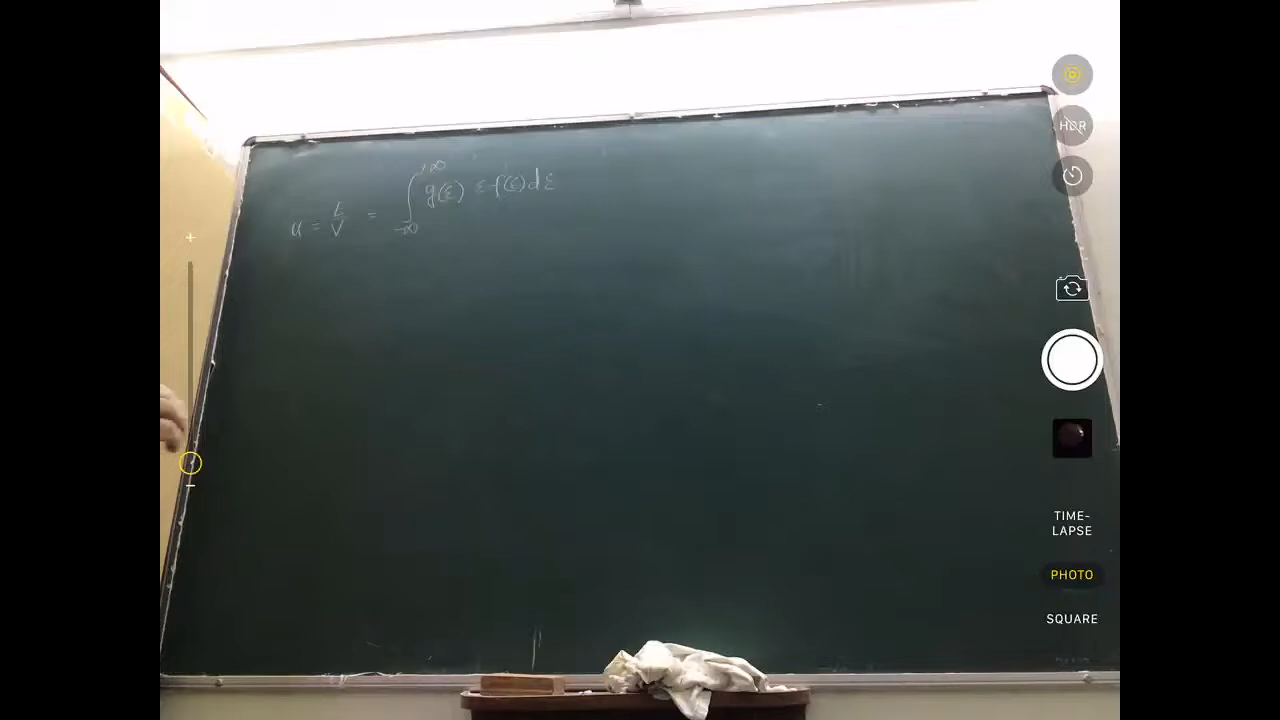 u = E/V = ∫_{-∞}^{+∞} g(ε) ε f(ε) dε
HDR
TIME-
LAPSE
PHOTO
SQUARE